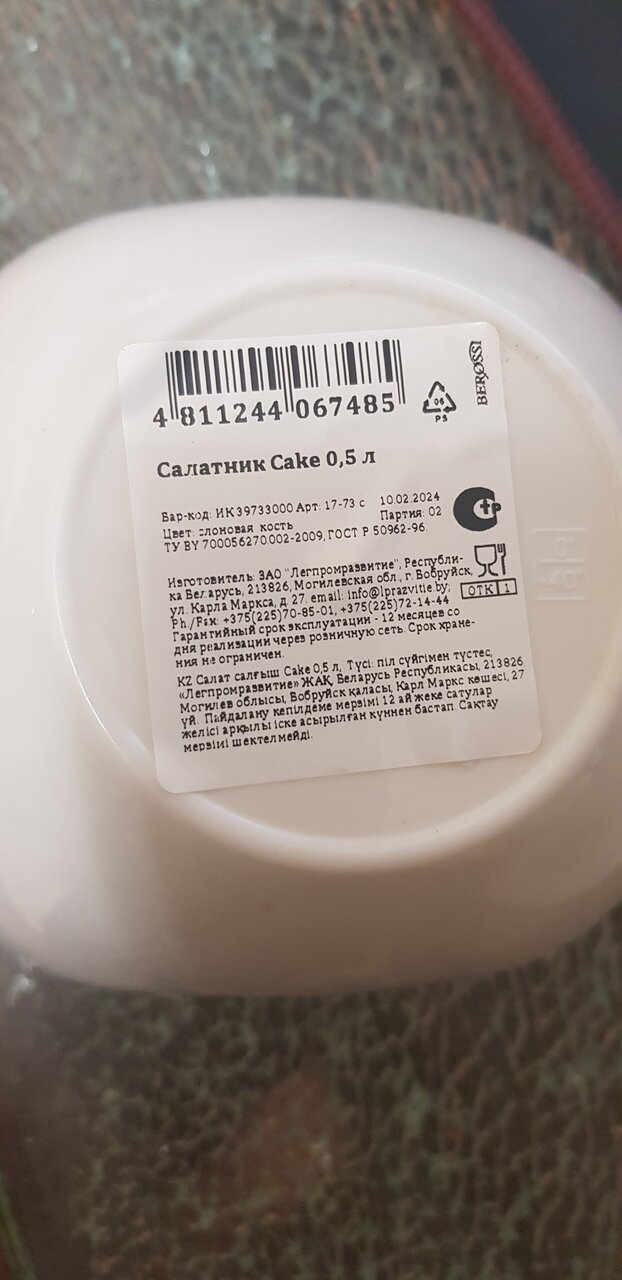 4 811244 067485
06
PS
BERØSSI
Салатник Cake 0,5 л
Бар-код: ИК39733000 Арт: 17-73 с 10.02.2024
Цвет: слоновая кость Партия: 02
ТУ BY 700056270.002-2009, ГОСТ Р 50962-96.
Изготовитель: ЗАО "Легпромразвитие", Республи-
ка Беларусь, 213826, Могилевская обл., г. Бобруйск,
ул. Карла Маркса, д. 27. email: info@lprazvitie.by;
Ph./Fax: +375(225)70-85-01, +375(225)72-14-44
Гарантийный срок эксплуатации - 12 месяцев со
дня реализации через розничную сеть. Срок хране-
ния не ограничен.
ОТК 1
KZ Салат салғыш Cake 0,5 л, Түсі: піл сүйгімен түстес,
«Легпромразвитие» ЖАҚ, Беларусь Республикасы, 213826
Могилев облысы, Бобруйск қаласы, Карл Маркс көшесі, 27
үй. Пайдалану кепілдеме мерзімі 12 ай жеке сатулар
желісі арқылы іске асырылған күннен бастап. Сақтау
мерзімі шектелмейді.